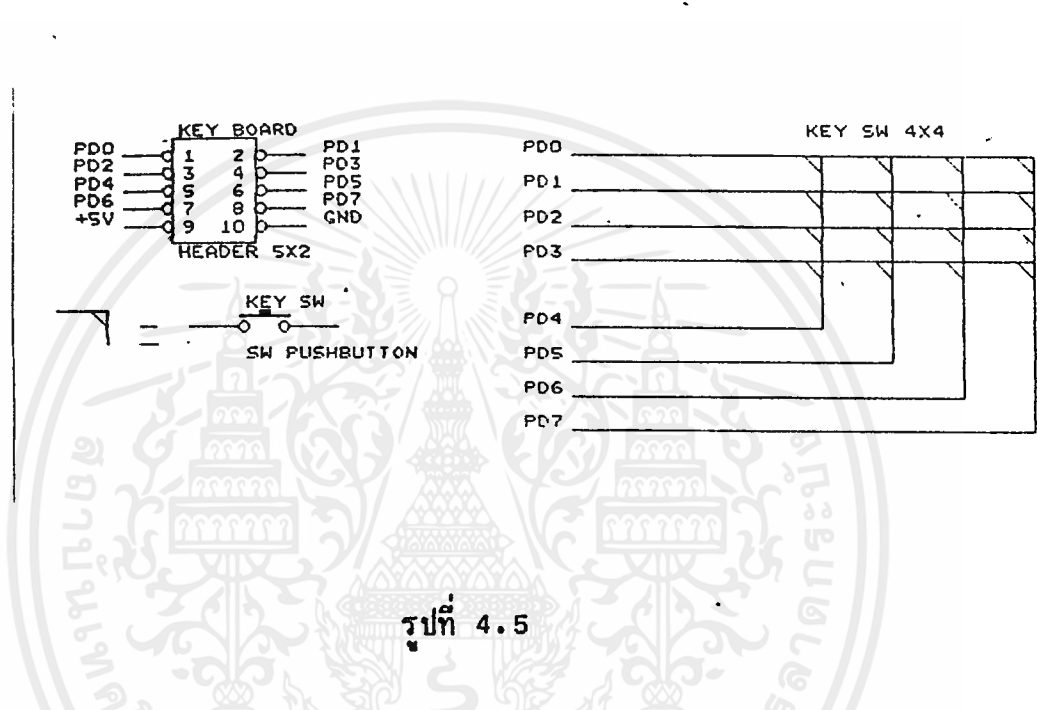 KEY BOARD
PD0 1 2 PD1
PD2 3 4 PD3
PD4 5 6 PD5
PD6 7 8 PD7
+5V 9 10 GND
HEADER 5X2
KEY SW
SW PUSHBUTTON
KEY SW 4X4
PD0
PD1
PD2
PD3
PD4
PD5
PD6
PD7
รูปที่ 4.5